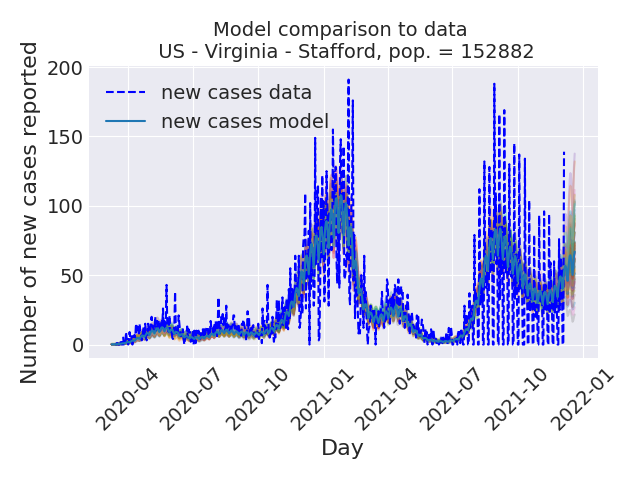 Model comparison to data
US - Virginia - Stafford, pop. = 152882
Number of new cases reported
200
150
100
50
0
new cases data
new cases model
2020-04
2020-07
2020-10
2021-01
2021-04
2021-07
2021-10
2022-01
Day